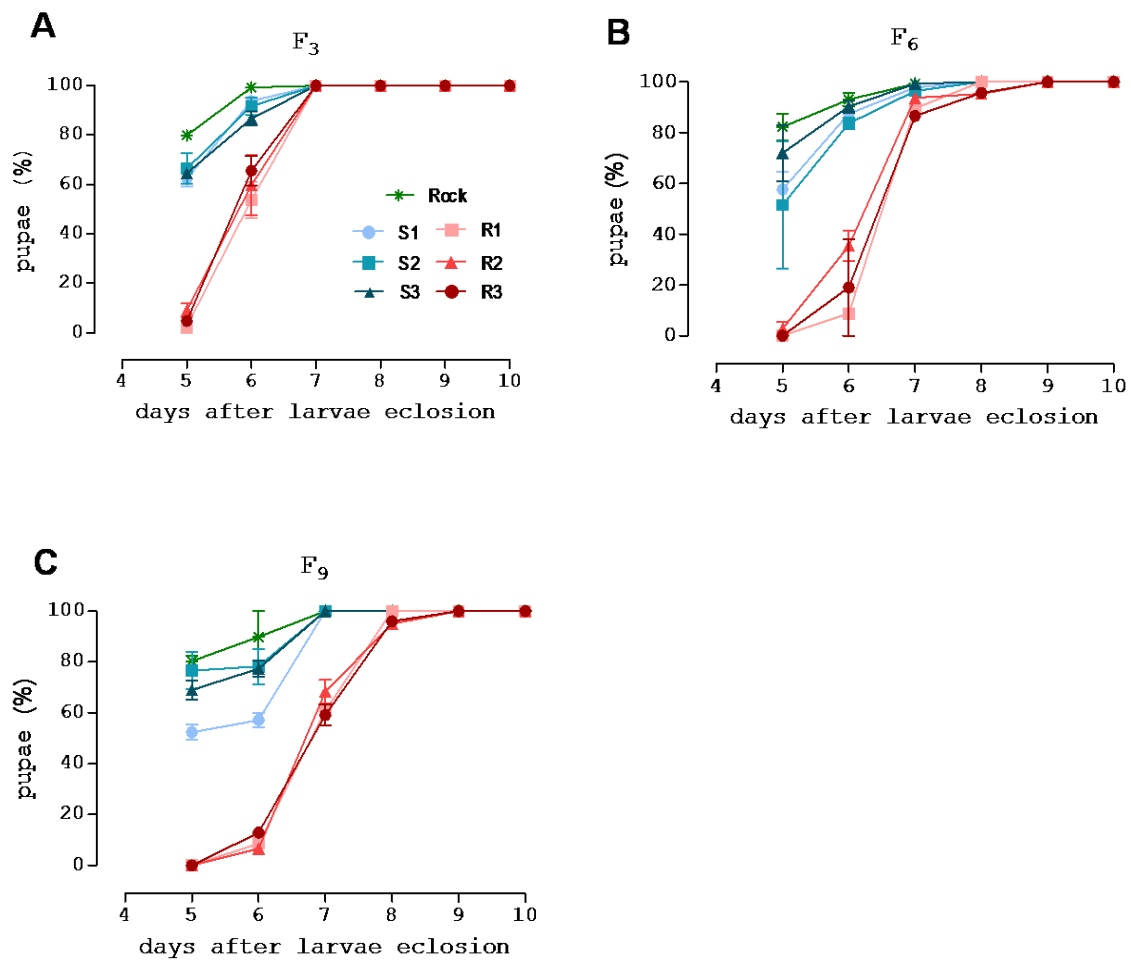 A
F3
pupae (%)
100
80
60
40
20
0
Rock
S1 R1
S2 R2
S3 R3
4 5 6 7 8 9 10
days after larvae eclosion
B
F6
pupae (%)
100
80
60
40
20
0
4 5 6 7 8 9 10
days after larvae eclosion
C
F9
pupae (%)
100
80
60
40
20
0
4 5 6 7 8 9 10
days after larvae eclosion